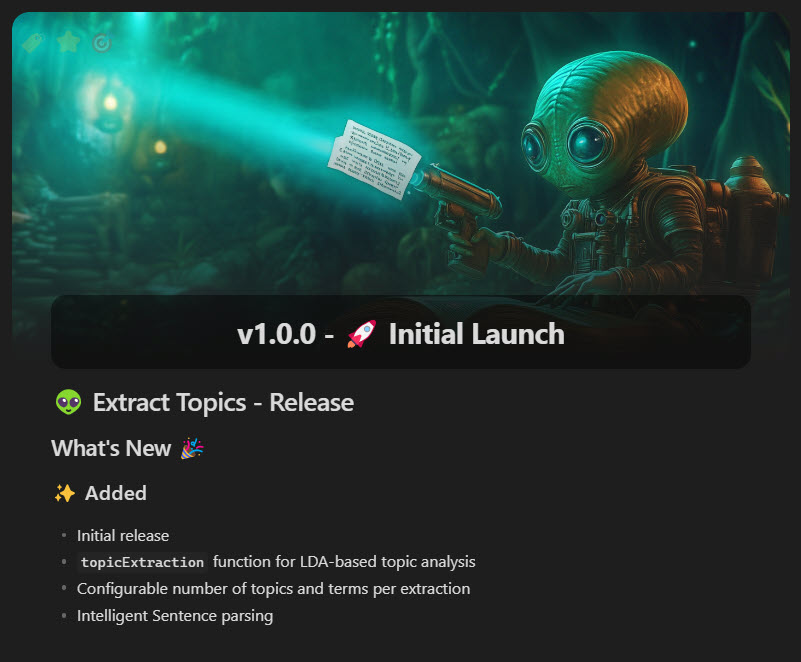 v1.0.0 - 🚀 Initial Launch
👽 Extract Topics - Release
What's New 🎉
✨ Added
• Initial release
• topicExtraction function for LDA-based topic analysis
• Configurable number of topics and terms per extraction
• Intelligent Sentence parsing